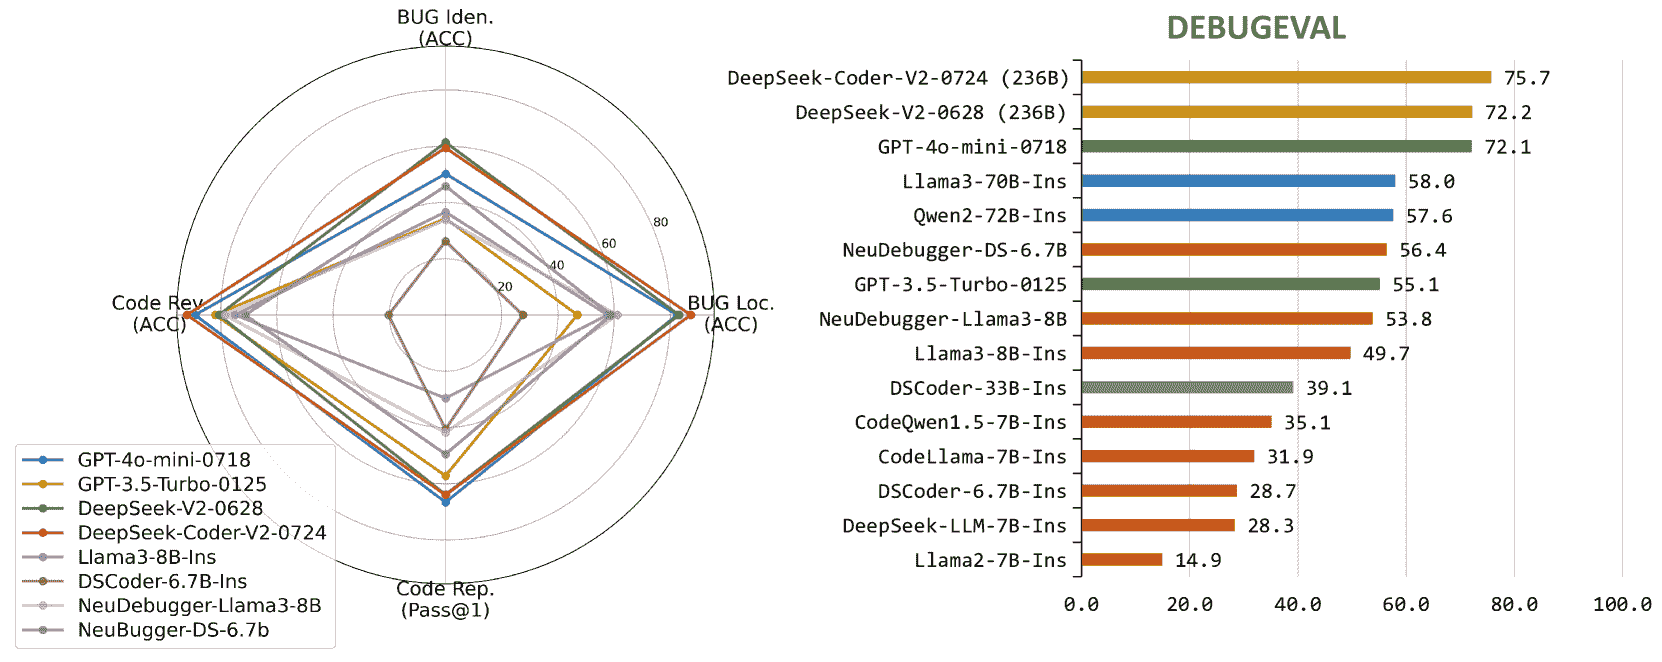 BUG Iden.
(ACC)
80
60
40
20
Code Rev.
(ACC)
BUG Loc.
(ACC)
Code Rep.
(Pass@1)
GPT-4o-mini-0718
GPT-3.5-Turbo-0125
DeepSeek-V2-0628
DeepSeek-Coder-V2-0724
Llama3-8B-Ins
DSCoder-6.7B-Ins
NeuDebugger-Llama3-8B
NeuBugger-DS-6.7b
DEBUGEVAL
DeepSeek-Coder-V2-0724 (236B) 75.7
DeepSeek-V2-0628 (236B) 72.2
GPT-4o-mini-0718 72.1
Llama3-70B-Ins 58.0
Qwen2-72B-Ins 57.6
NeuDebugger-DS-6.7B 56.4
GPT-3.5-Turbo-0125 55.1
NeuDebugger-Llama3-8B 53.8
Llama3-8B-Ins 49.7
DSCoder-33B-Ins 39.1
CodeQwen1.5-7B-Ins 35.1
CodeLlama-7B-Ins 31.9
DSCoder-6.7B-Ins 28.7
DeepSeek-LLM-7B-Ins 28.3
Llama2-7B-Ins 14.9
0.0 20.0 40.0 60.0 80.0 100.0